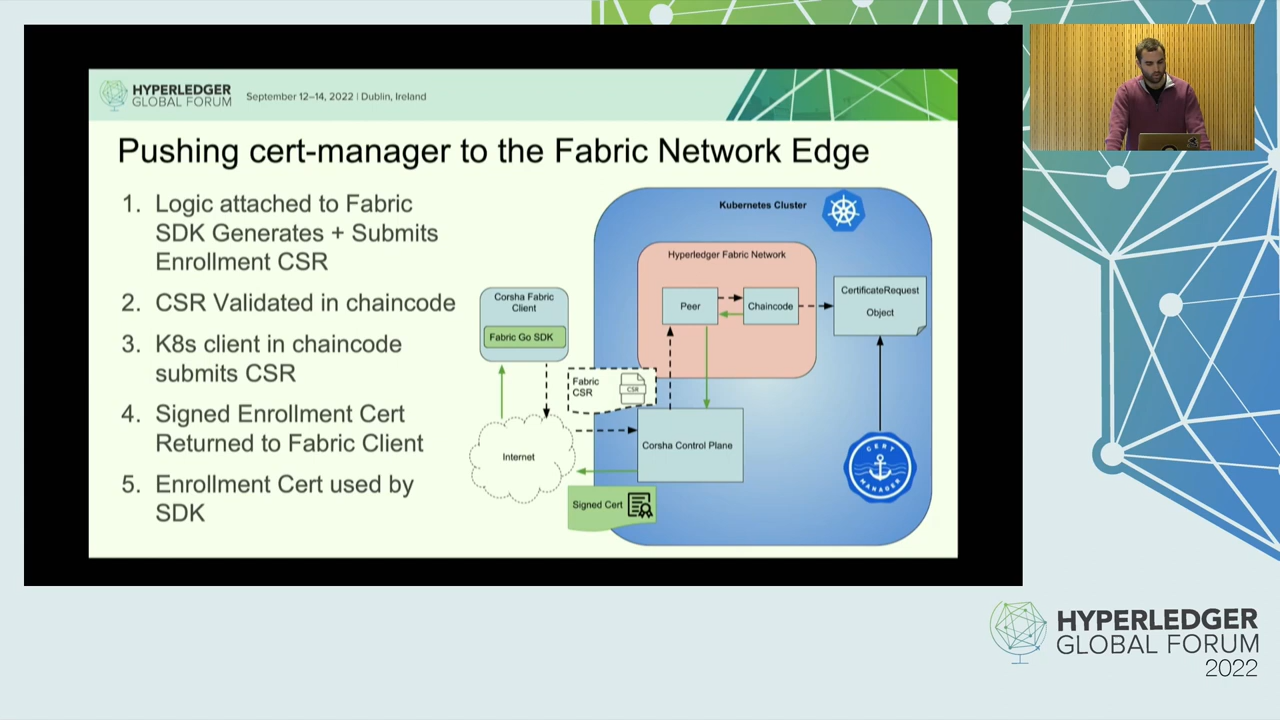 HYPERLEDGER
GLOBAL FORUM
September 12–14, 2022 | Dublin, Ireland
Pushing cert-manager to the Fabric Network Edge
1. Logic attached to Fabric
SDK Generates + Submits
Enrollment CSR
2. CSR Validated in chaincode
3. K8s client in chaincode
submits CSR
4. Signed Enrollment Cert
Returned to Fabric Client
5. Enrollment Cert used by
SDK
Kubernetes Cluster
Hyperledger Fabric Network
Peer
Chaincode
CertificateRequest
Object
Corsha Fabric
Client
Fabric Go SDK
Fabric
CSR
CSR
Internet
Corsha Control Plane
Signed Cert
CERT
MANAGER
HYPERLEDGER
GLOBAL FORUM
2022